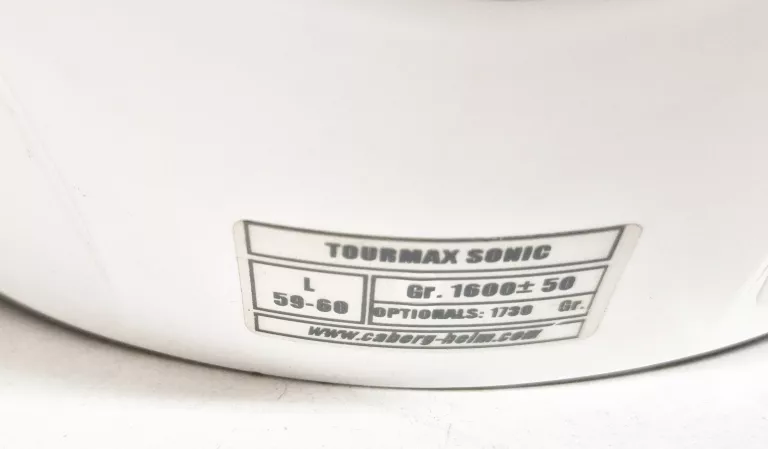 TOURMAX SONIC
L
59-60
Gr. 1600± 50
OPTIONALS: 1730 Gr.
www.caberg-helm.com